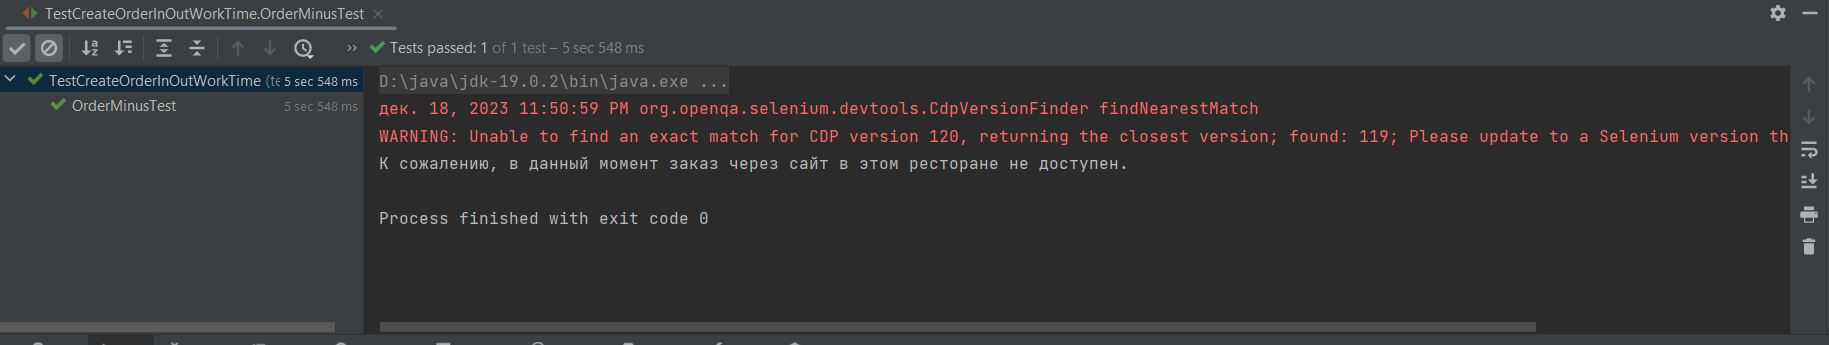 TestCreateOrderInOutWorkTime.OrderMinusTest
Tests passed: 1 of 1 test – 5 sec 548 ms
TestCreateOrderInOutWorkTime (te 5 sec 548 ms
OrderMinusTest 5 sec 548 ms
D:\java\jdk-19.0.2\bin\java.exe ...
дек. 18, 2023 11:50:59 PM org.openqa.selenium.devtools.CdpVersionFinder findNearestMatch
WARNING: Unable to find an exact match for CDP version 120, returning the closest version; found: 119; Please update to a Selenium version th
К сожалению, в данный момент заказ через сайт в этом ресторане не доступен.
Process finished with exit code 0